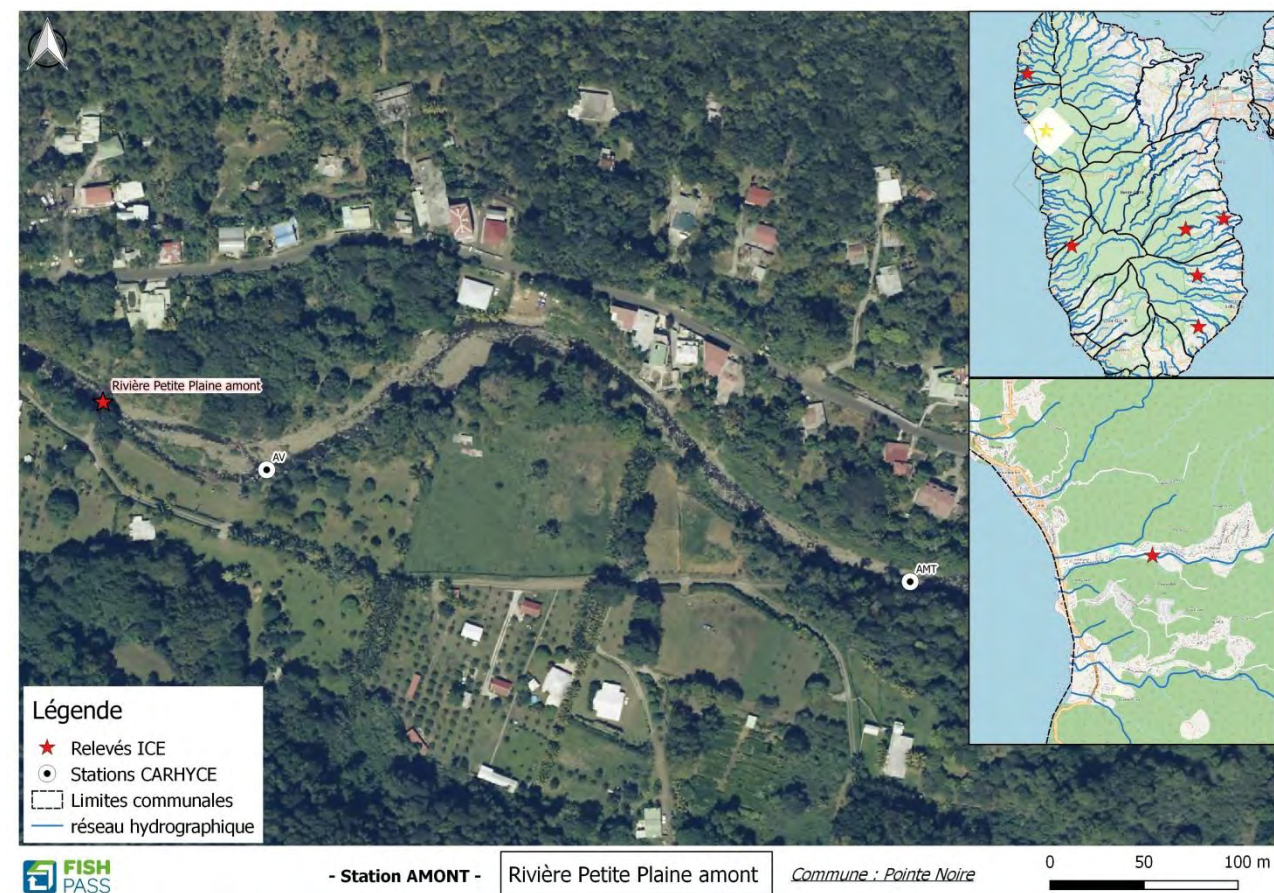 Rivière Petite Plaine amont
AV
AMT
Légende
Relevés ICE
Stations CARHYCE
Limites communales
réseau hydrographique
FISH
PASS
- Station AMONT -
Rivière Petite Plaine amont
Commune : Pointe Noire
0 50 100 m